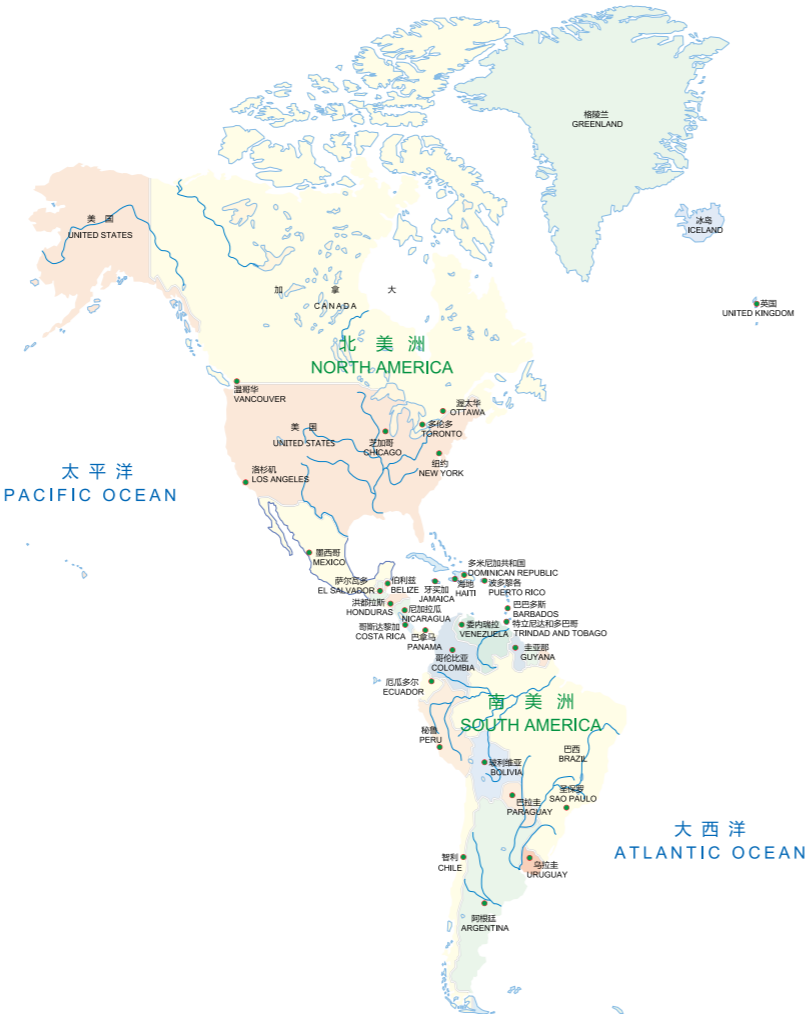 格陵兰
GREENLAND
美 国
UNITED STATES
冰岛
ICELAND
加 拿 大
CANADA
英国
UNITED KINGDOM
北 美 洲
NORTH AMERICA
温哥华
VANCOUVER
渥太华
OTTAWA
多伦多
TORONTO
美 国
UNITED STATES
芝加哥
CHICAGO
纽约
NEW YORK
洛杉矶
LOS ANGELES
太平洋
PACIFIC OCEAN
墨西哥
MEXICO
多米尼加共和国
DOMINICAN REPUBLIC
萨尔瓦多
EL SALVADOR
伯利兹
BELIZE
牙买加
JAMAICA
海地
HAITI
波多黎各
PUERTO RICO
洪都拉斯
HONDURAS
尼加拉瓜
NICARAGUA
巴巴多斯
BARBADOS
哥斯达黎加
COSTA RICA
巴拿马
PANAMA
委内瑞拉
VENEZUELA
特立尼达和多巴哥
TRINIDAD AND TOBAGO
哥伦比亚
COLOMBIA
圭亚那
GUYANA
厄瓜多尔
ECUADOR
南 美 洲
SOUTH AMERICA
秘鲁
PERU
巴西
BRAZIL
玻利维亚
BOLIVIA
圣保罗
SAO PAULO
巴拉圭
PARAGUAY
大西洋
ATLANTIC OCEAN
智利
CHILE
乌拉圭
URUGUAY
阿根廷
ARGENTINA